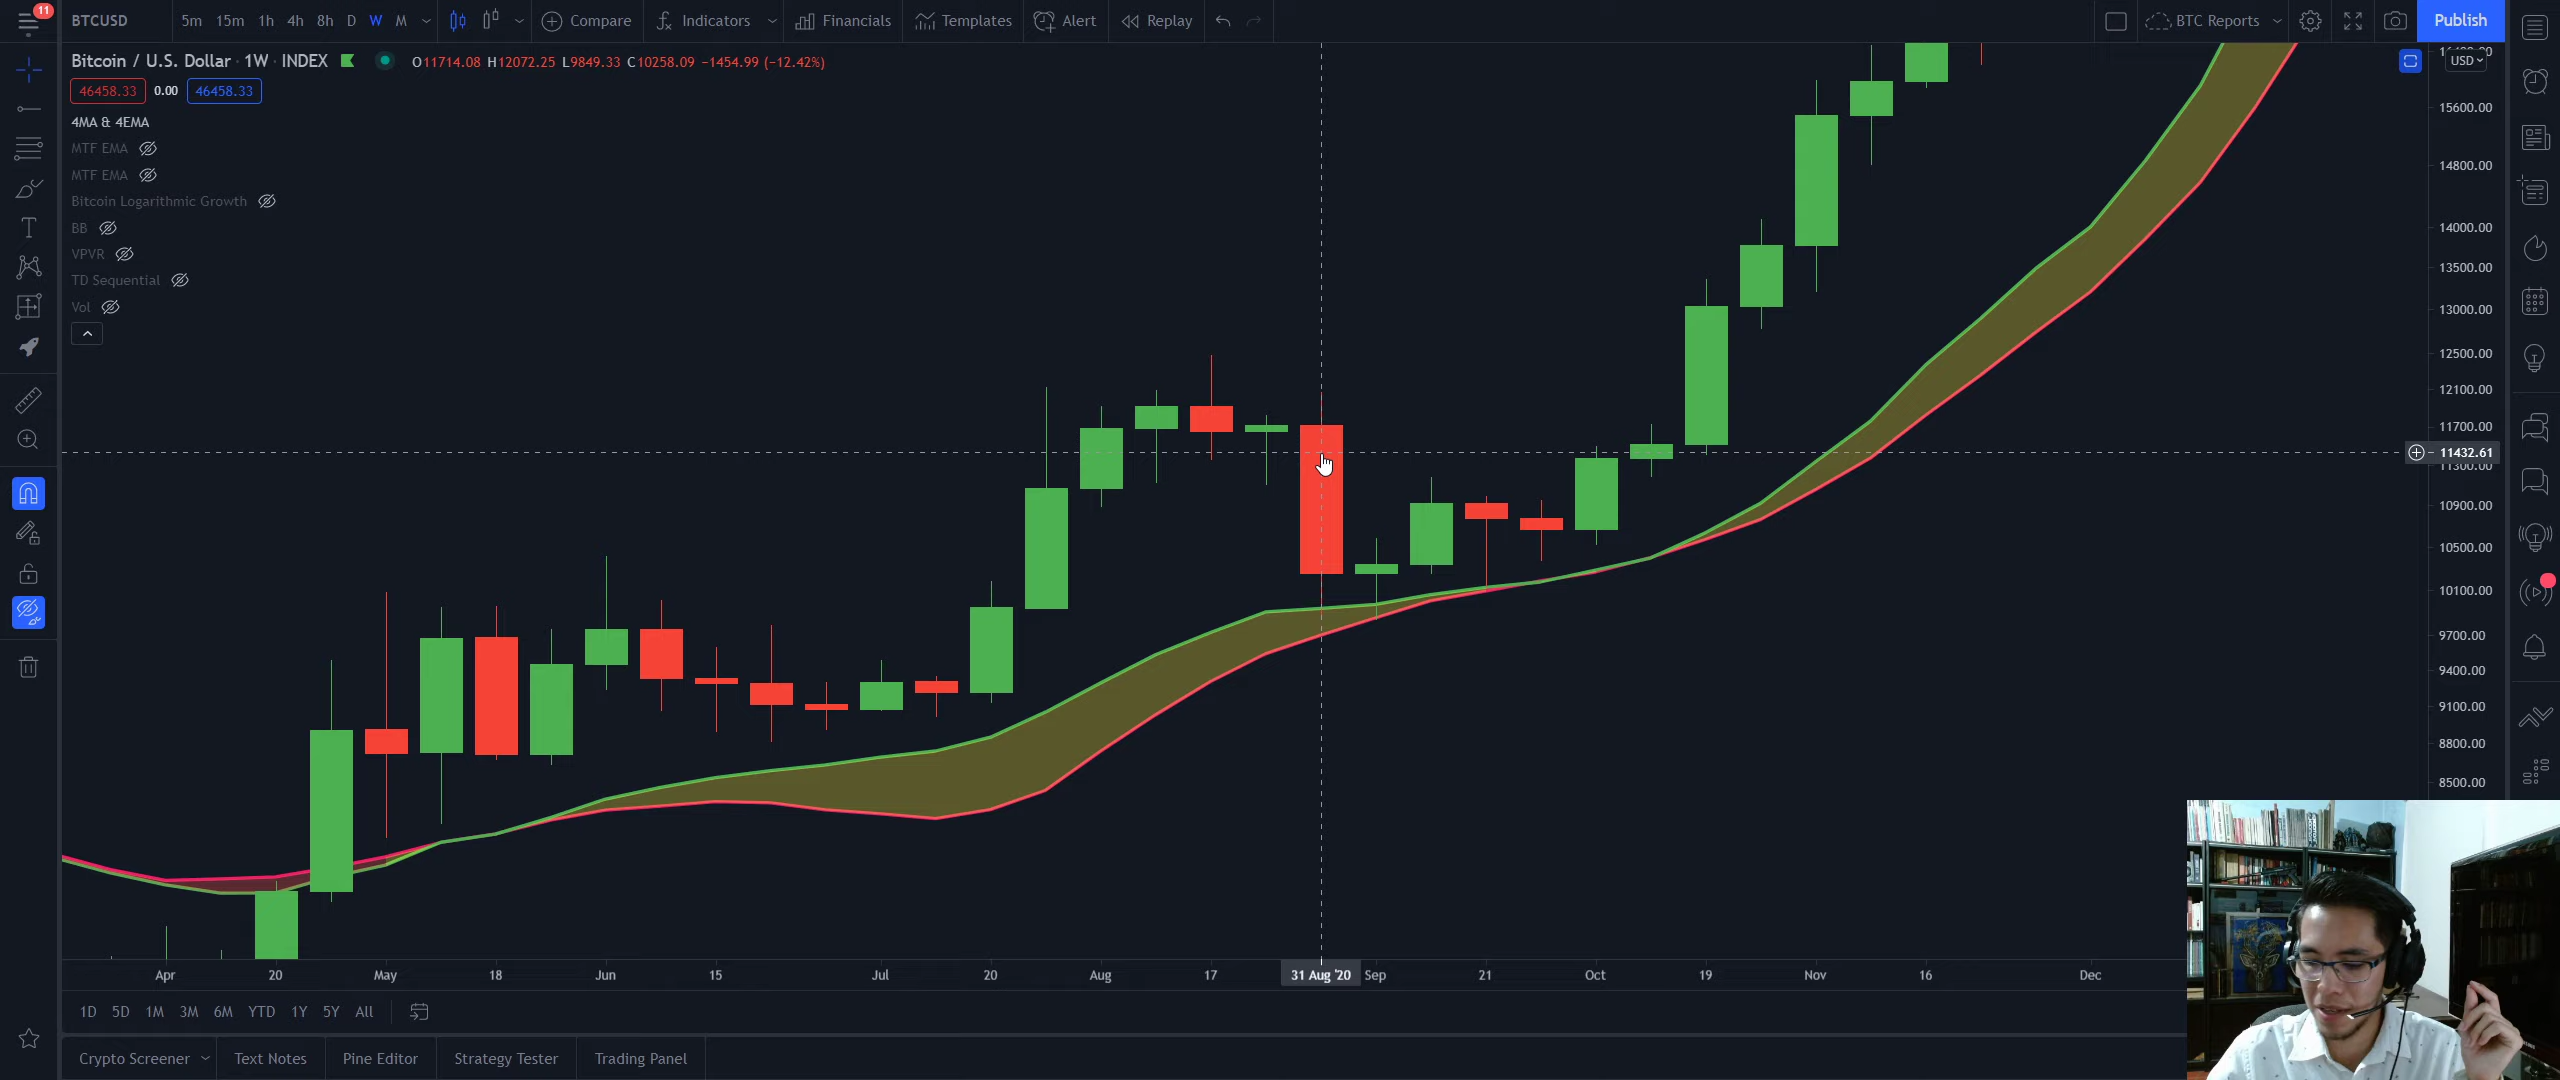 11
BTCUSD 5m 15m 1h 4h 8h D W M Compare Indicators Financials Templates Alert Replay BTC Reports Publish
Bitcoin / U.S. Dollar · 1W · INDEX O11714.08 H12072.25 L9849.33 C10258.09 −1454.99 (−12.42%)
46458.33 0.00 46458.33
4MA & 4EMA
MTF EMA
MTF EMA
Bitcoin Logarithmic Growth
BB
VPVR
TD Sequential
Vol
USD
15600.00
14800.00
14000.00
13500.00
13000.00
12500.00
12100.00
11700.00
11432.61
11300.00
10900.00
10500.00
10100.00
9700.00
9400.00
9100.00
8800.00
8500.00
Apr 20 May 18 Jun 15 Jul 20 Aug 17 31 Aug '20 Sep 21 Oct 19 Nov 16 Dec
1D 5D 1M 3M 6M YTD 1Y 5Y All
Crypto Screener Text Notes Pine Editor Strategy Tester Trading Panel